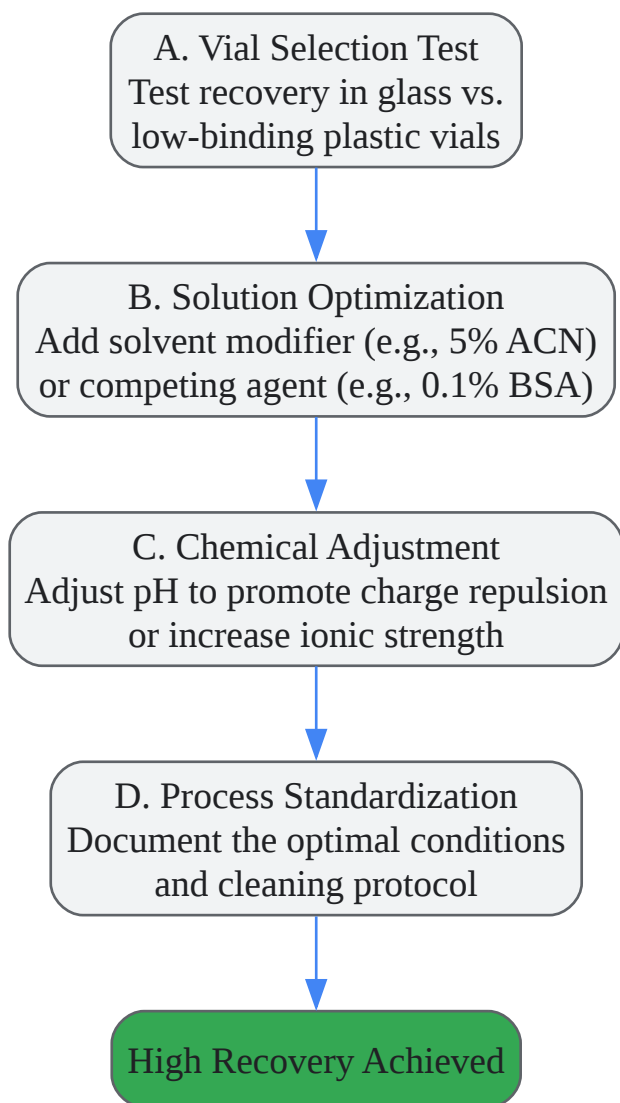 A. Vial Selection Test
Test recovery in glass vs.
low-binding plastic vials
B. Solution Optimization
Add solvent modifier (e.g., 5% ACN)
or competing agent (e.g., 0.1% BSA)
C. Chemical Adjustment
Adjust pH to promote charge repulsion
or increase ionic strength
D. Process Standardization
Document the optimal conditions
and cleaning protocol
High Recovery Achieved